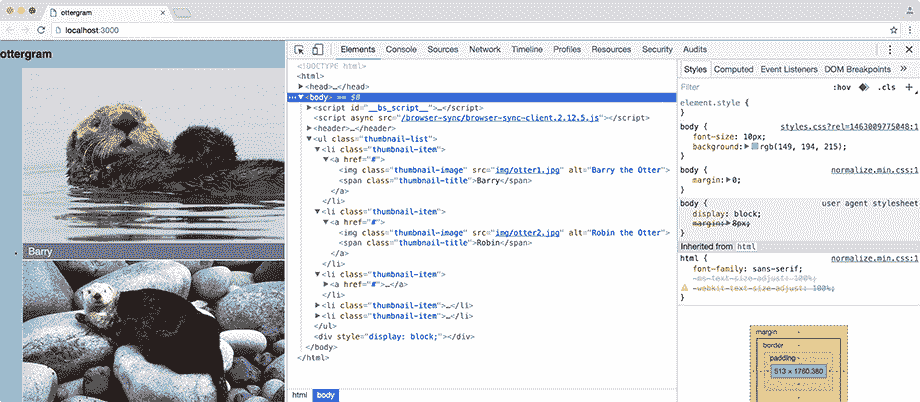 ottergram
localhost:3000
ottergram
Barry
Elements Console Sources Network Timeline Profiles Resources Security Audits
<!DOCTYPE html>
<html>
<head>…</head>
<body> == $0
<script id="__bs_script__">…</script>
<script async src="/browser-sync/browser-sync-client.2.12.5.js"></script>
<header>…</header>
<ul class="thumbnail-list">
<li class="thumbnail-item">
<a href="#">
<img class="thumbnail-image" src="img/otter1.jpg" alt="Barry the Otter">
<span class="thumbnail-title">Barry</span>
</a>
</li>
<li class="thumbnail-item">
<a href="#">
<img class="thumbnail-image" src="img/otter2.jpg" alt="Robin the Otter">
<span class="thumbnail-title">Robin</span>
</a>
</li>
<li class="thumbnail-item">
<a href="#">…</a>
</li>
<li class="thumbnail-item">…</li>
<li class="thumbnail-item">…</li>
</ul>
<div style="display: block;"></div>
</body>
</html>
html body
Styles Computed Event Listeners DOM Breakpoints »
Filter :hov .cls +
element.style {
}
body { styles.css?rel=1463009775048:1
font-size: 10px;
background: rgb(149, 194, 215);
}
body { normalize.min.css:1
margin: 0;
}
body { user agent stylesheet
display: block;
margin: 8px;
}
Inherited from html
html { normalize.min.css:1
font-family: sans-serif;
-ms-text-size-adjust: 100%;
-webkit-text-size-adjust: 100%;
}
margin -
border -
padding -
513 × 1760.380